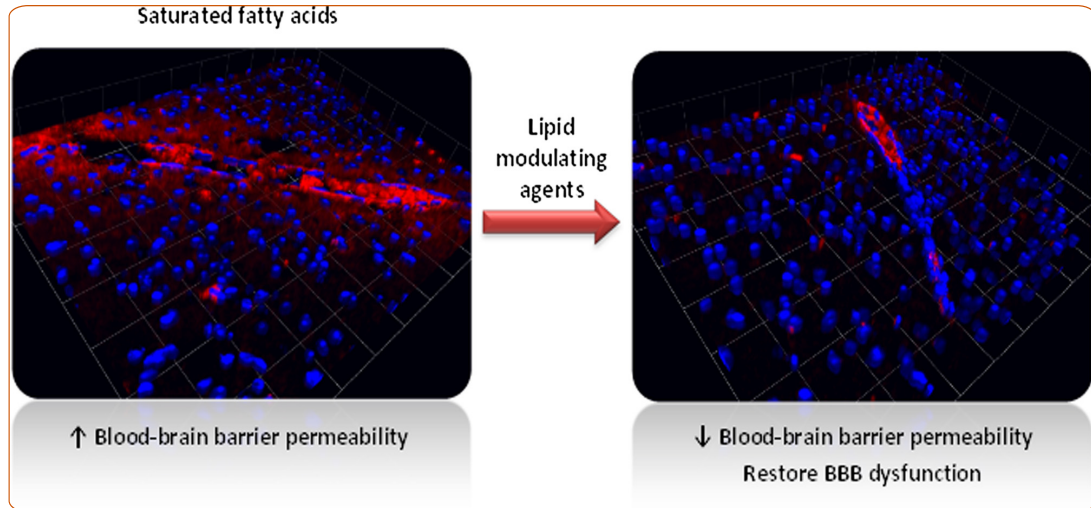 Saturated fatty acids
Lipid
modulating
agents
↑ Blood-brain barrier permeability
↓ Blood-brain barrier permeability
Restore BBB dysfunction